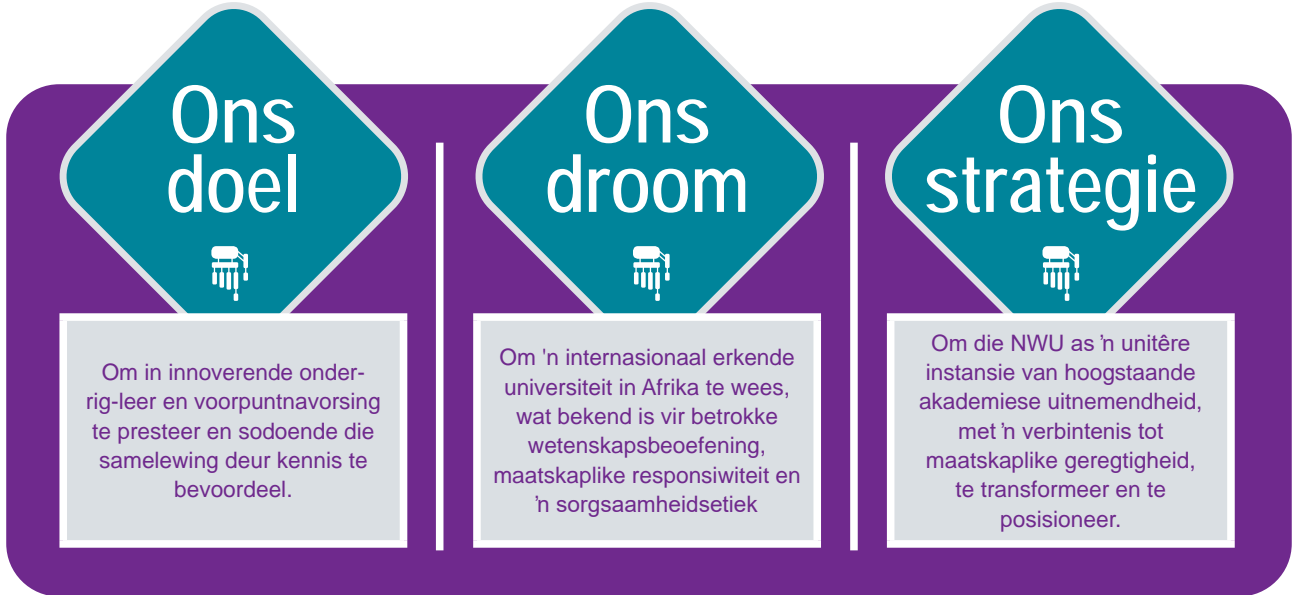 Ons
doel
Om in innoverende onder-
rig-leer en voorpuntnavorsing
te presteer en sodoende die
samelewing deur kennis te
bevoordeel.
Ons
droom
Om 'n internasionaal erkende
universiteit in Afrika te wees,
wat bekend is vir betrokke
wetenskapsbeoefening,
maatskaplike responsiwiteit en
'n sorgsaamheidsetiek
Ons
strategie
Om die NWU as 'n unitêre
instansie van hoogstaande
akademiese uitnemendheid,
met 'n verbintenis tot
maatskaplike geregtigheid,
te transformeer en te
posisioneer.